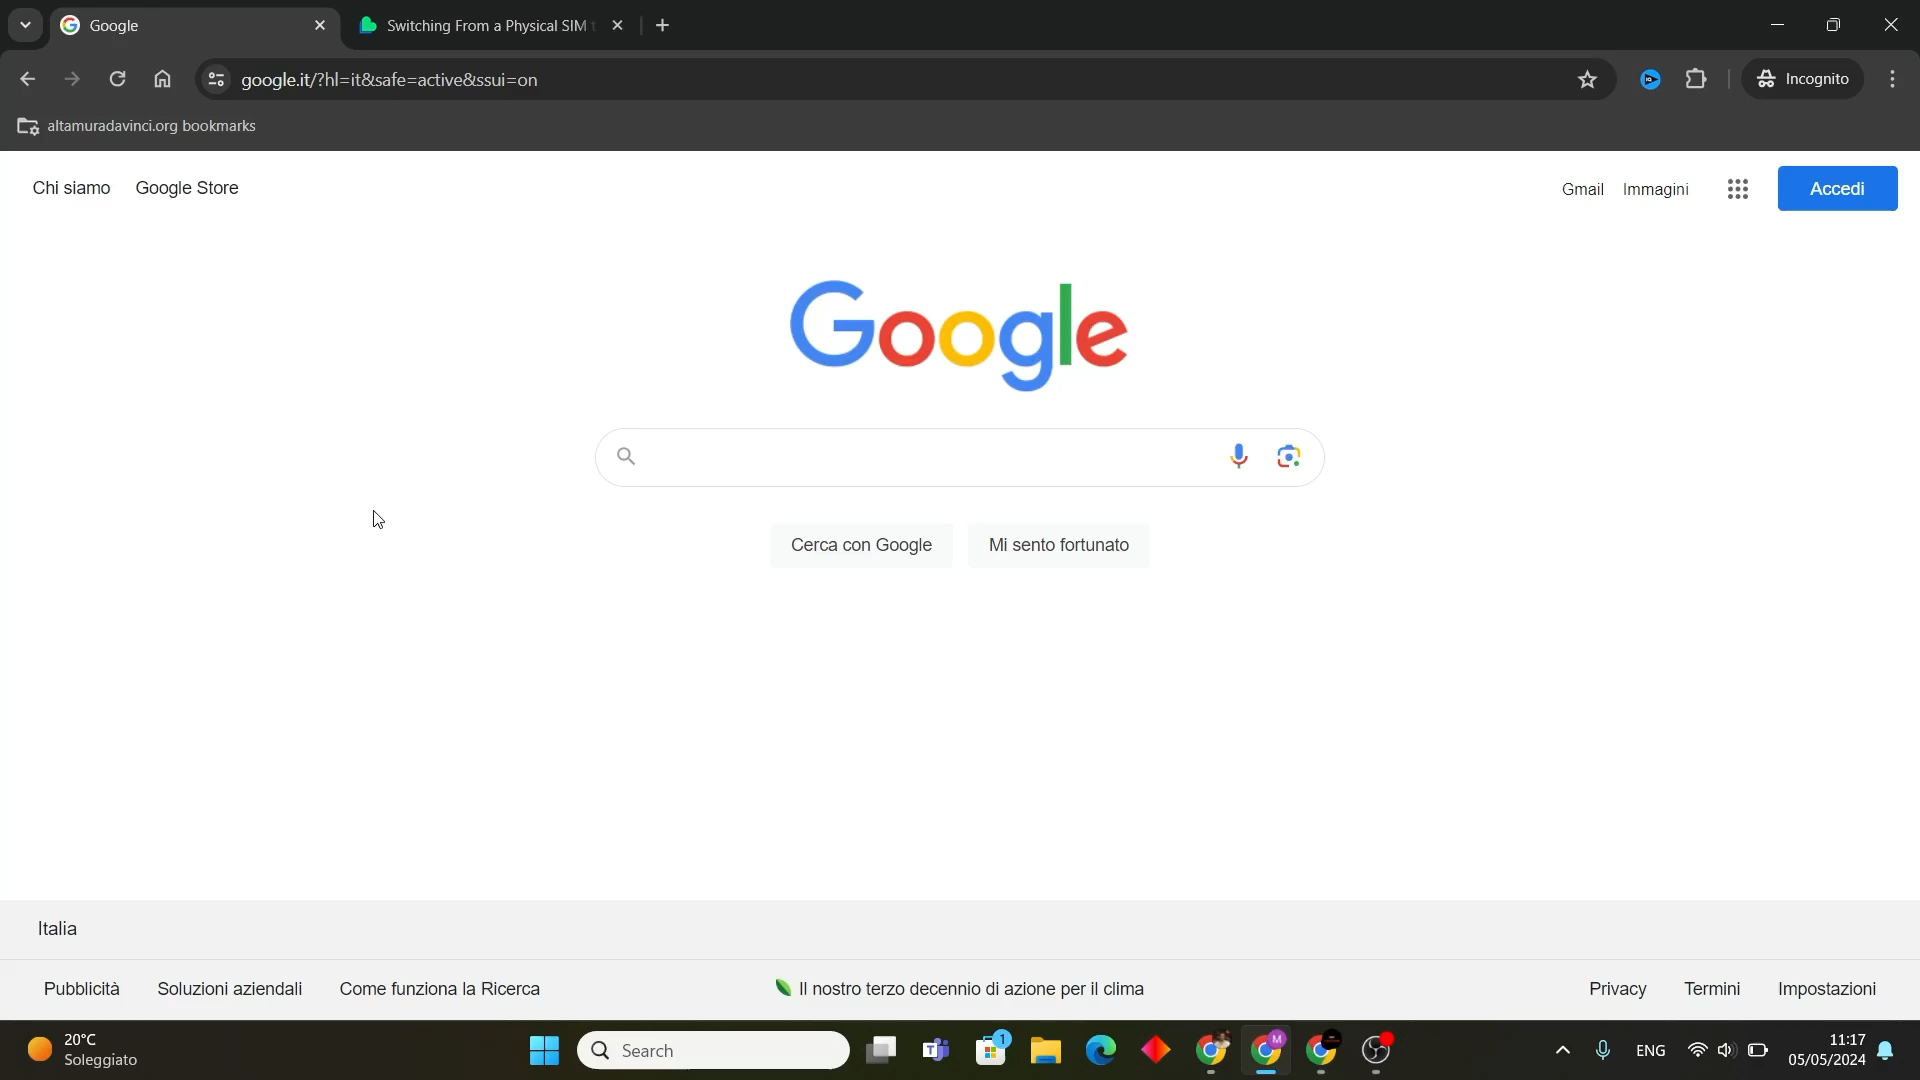 Google
Switching From a Physical SIM
google.it/?hl=it&safe=active&ssui=on
Incognito
altamuradavinci.org bookmarks
Chi siamo
Google Store
Gmail
Immagini
Accedi
Google
Cerca con Google
Mi sento fortunato
Italia
Pubblicità
Soluzioni aziendali
Come funziona la Ricerca
Il nostro terzo decennio di azione per il clima
Privacy
Termini
Impostazioni
20°C
Soleggiato
Search
1
M
ENG
11:17
05/05/2024